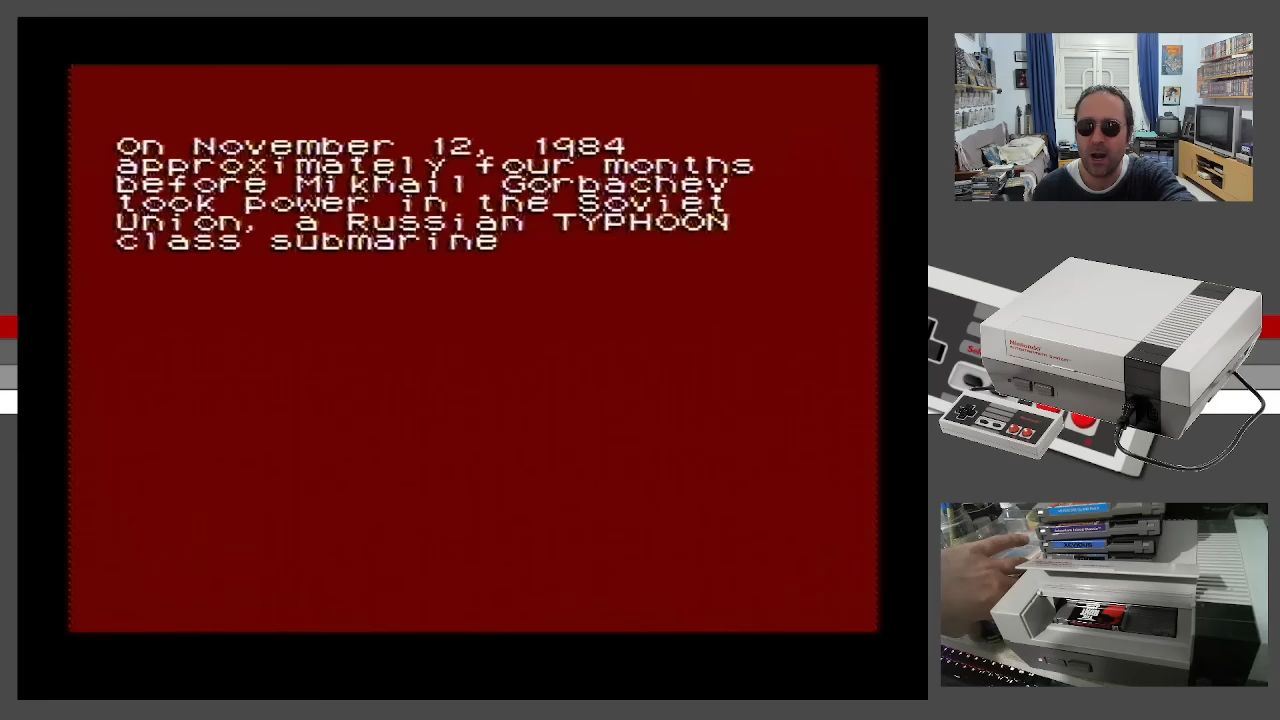 On November 12, 1984
approximately four months
before Mikhail Gorbachev
took power in the Soviet
Union, a Russian TYPHOON
class submarine
Nintendo